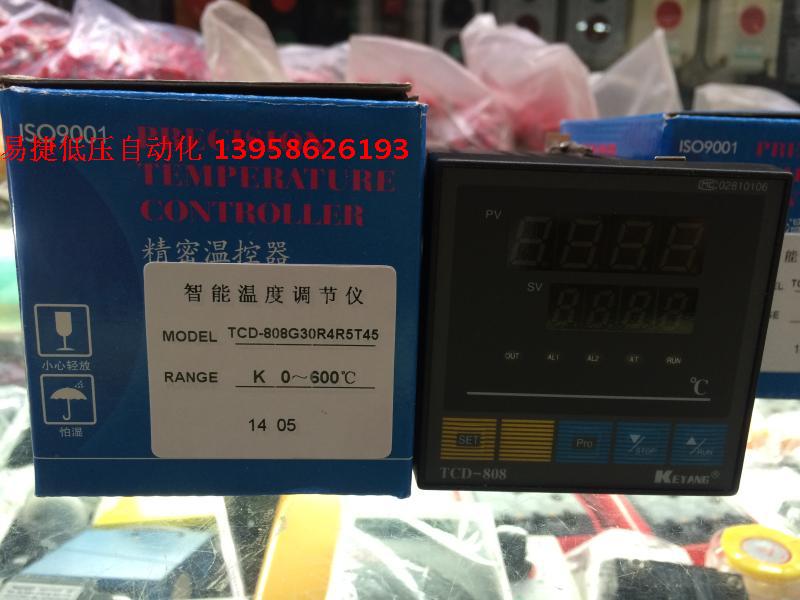 ISO9001
PRECISION
易捷低压自动化 13958626193
TEMPERATURE
CONTROLLER
精密温控器
智能温度调节仪
MODEL TCD-808G30R4R5T45
RANGE K 0～600℃
14 05
小心轻放
怕湿
MC 02810106
PV
SV
OUT AL1 AL2 AT RUN
℃
SET Pro ▼/STOP ▲/RUN
TCD-808 KEYANG®
ISO9001